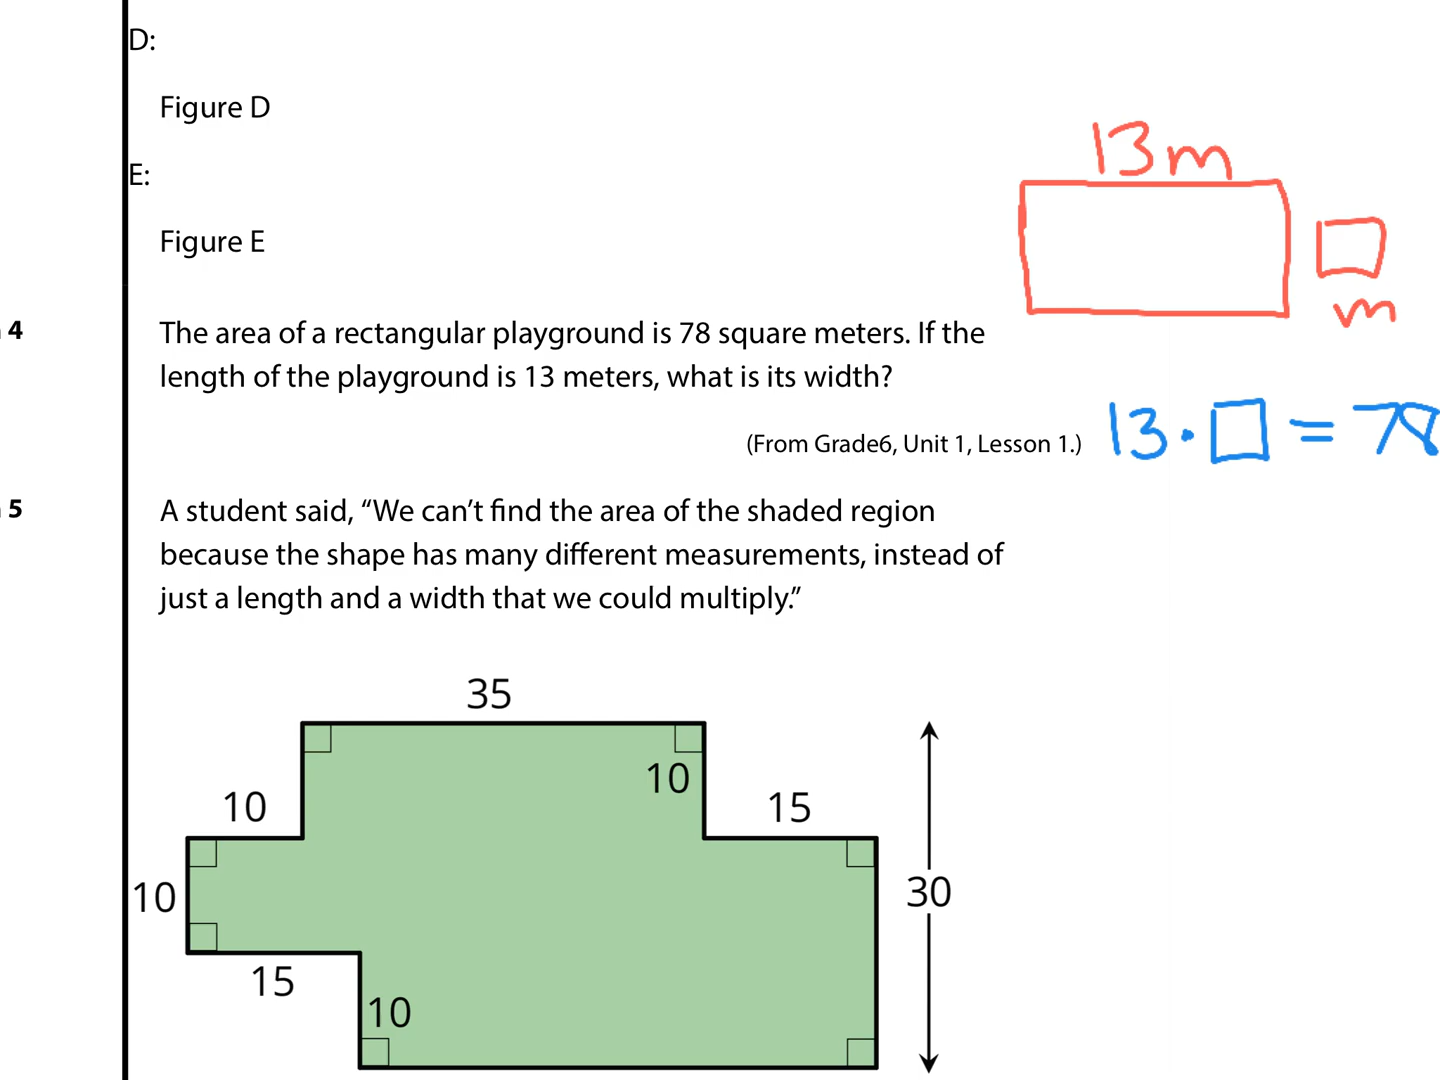 D:
Figure D
E:
Figure E
13 m
m
4
The area of a rectangular playground is 78 square meters. If the
length of the playground is 13 meters, what is its width?
(From Grade6, Unit 1, Lesson 1.)
13 · □ = 78
5
A student said, “We can’t find the area of the shaded region
because the shape has many different measurements, instead of
just a length and a width that we could multiply.”
35
10
10
15
10
30
15
10